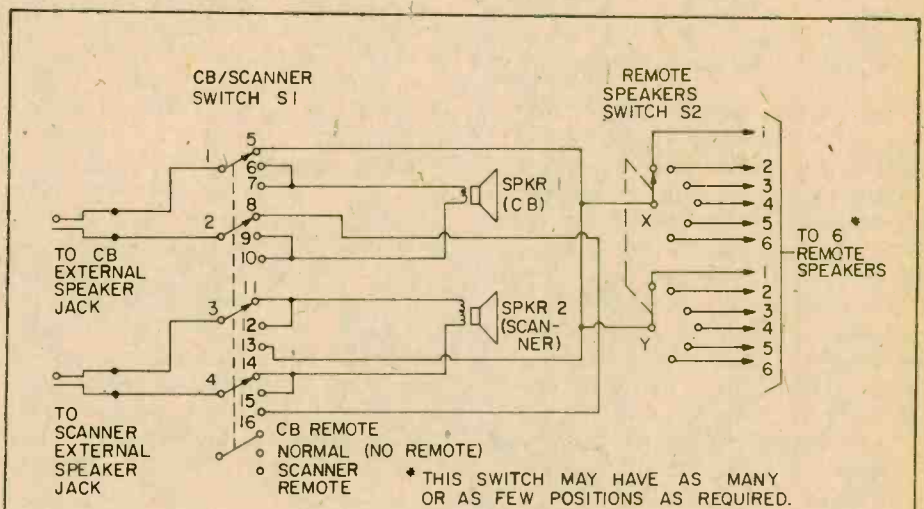 CB/SCANNER
SWITCH S1
REMOTE
SPEAKERS
SWITCH S2
1
2
3
4
5
6
7
8
9
10
11
12
13
14
15
16
SPKR 1
(CB)
SPKR 2
(SCAN-
NER)
TO CB
EXTERNAL
SPEAKER
JACK
TO
SCANNER
EXTERNAL
SPEAKER
JACK
X
Y
1
2
3
4
5
6
1
2
3
4
5
6
TO 6 *
REMOTE
SPEAKERS
CB REMOTE
NORMAL (NO REMOTE)
SCANNER
REMOTE
* THIS SWITCH MAY HAVE AS MANY
OR AS FEW POSITIONS AS REQUIRED.